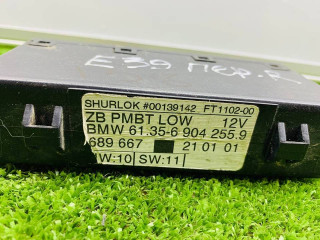 E39 ПЕР.
SHURLOK #00139142 FT1102-00
ZB PMBT LOW 12V
BMW 61.35-6 904 255.9
689 667 21 01 01
HW:10 SW:11